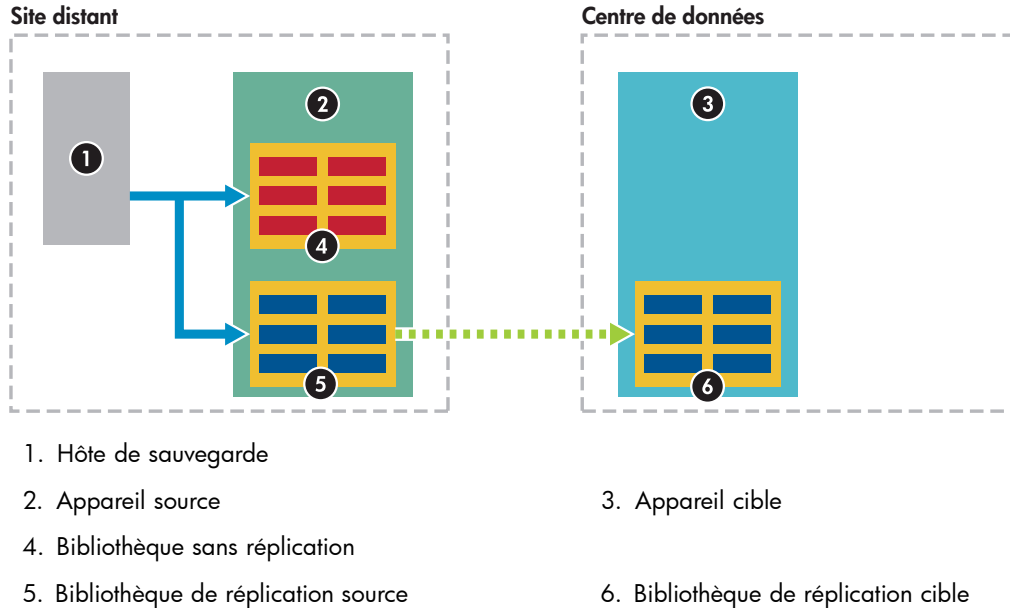 Site distant
Centre de données
1
2
3
4
5
6
1. Hôte de sauvegarde
2. Appareil source
3. Appareil cible
4. Bibliothèque sans réplication
5. Bibliothèque de réplication source
6. Bibliothèque de réplication cible